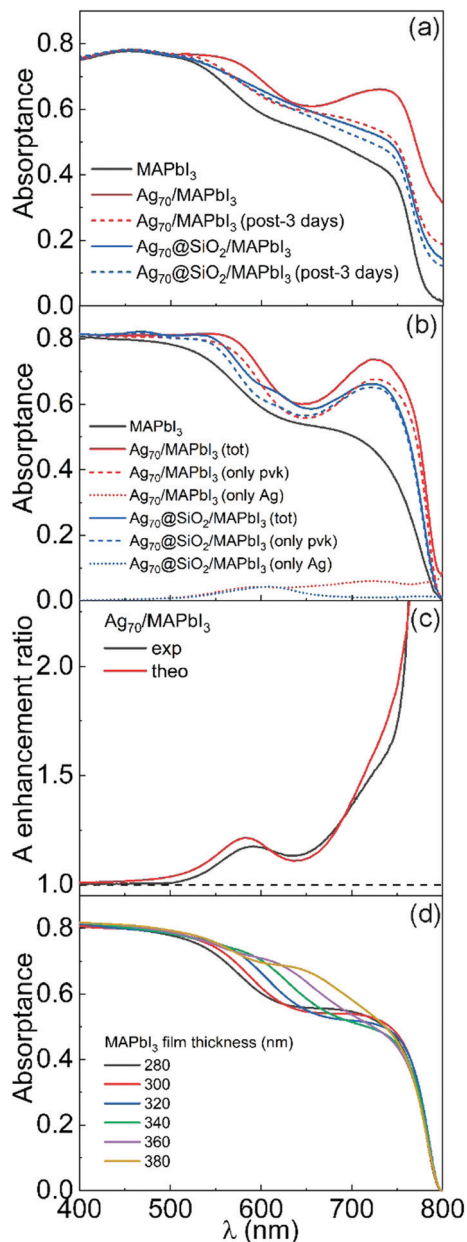 (a)
0.8
0.6
0.4
0.2
0.0
Absorptance
MAPbI₃
Ag₇₀/MAPbI₃
Ag₇₀/MAPbI₃ (post-3 days)
Ag₇₀@SiO₂/MAPbI₃
Ag₇₀@SiO₂/MAPbI₃ (post-3 days)
(b)
0.8
0.6
0.4
0.2
0.0
Absorptance
MAPbI₃
Ag₇₀/MAPbI₃ (tot)
Ag₇₀/MAPbI₃ (only pvk)
Ag₇₀/MAPbI₃ (only Ag)
Ag₇₀@SiO₂/MAPbI₃ (tot)
Ag₇₀@SiO₂/MAPbI₃ (only pvk)
Ag₇₀@SiO₂/MAPbI₃ (only Ag)
(c)
Ag₇₀/MAPbI₃
exp
theo
2.0
1.5
1.0
A enhancement ratio
(d)
0.8
0.6
0.4
0.2
0.0
Absorptance
MAPbI₃ film thickness (nm)
280
300
320
340
360
380
400 500 600 700 800
λ (nm)